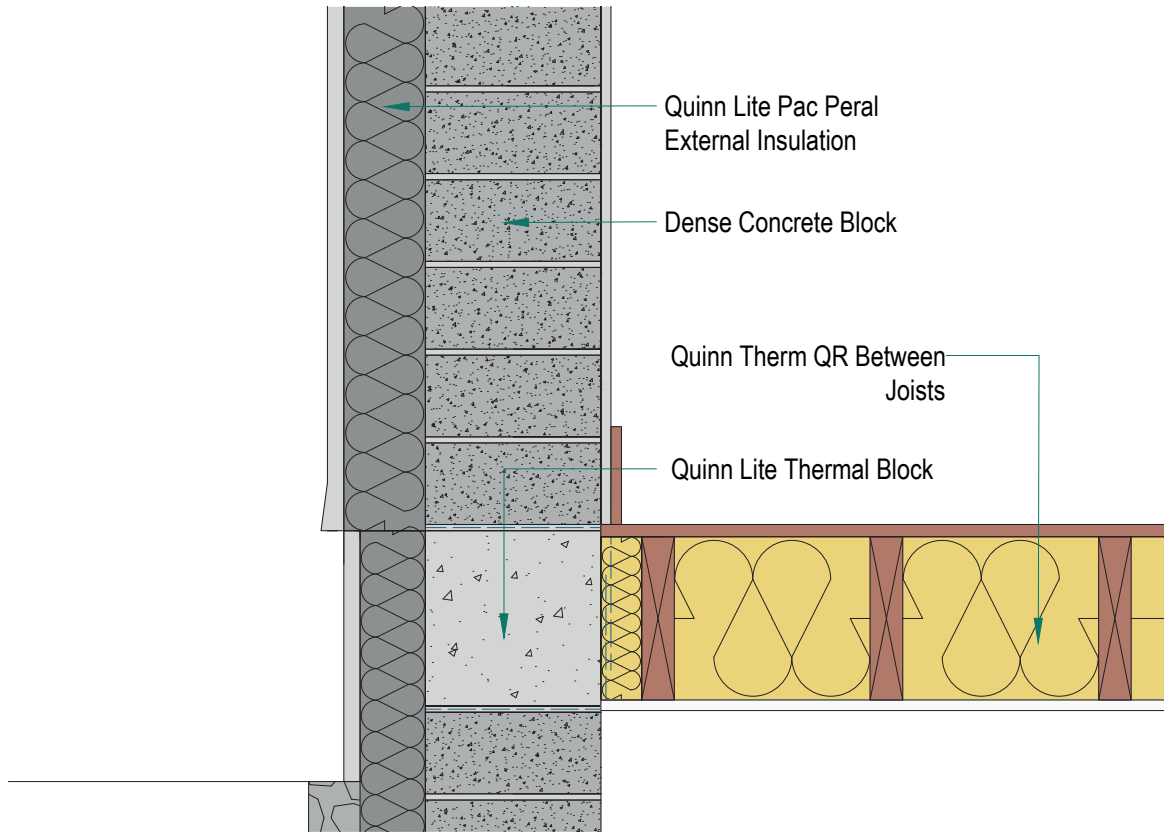 Quinn Lite Pac Peral
External Insulation
Dense Concrete Block
Quinn Therm QR Between
Joists
Quinn Lite Thermal Block